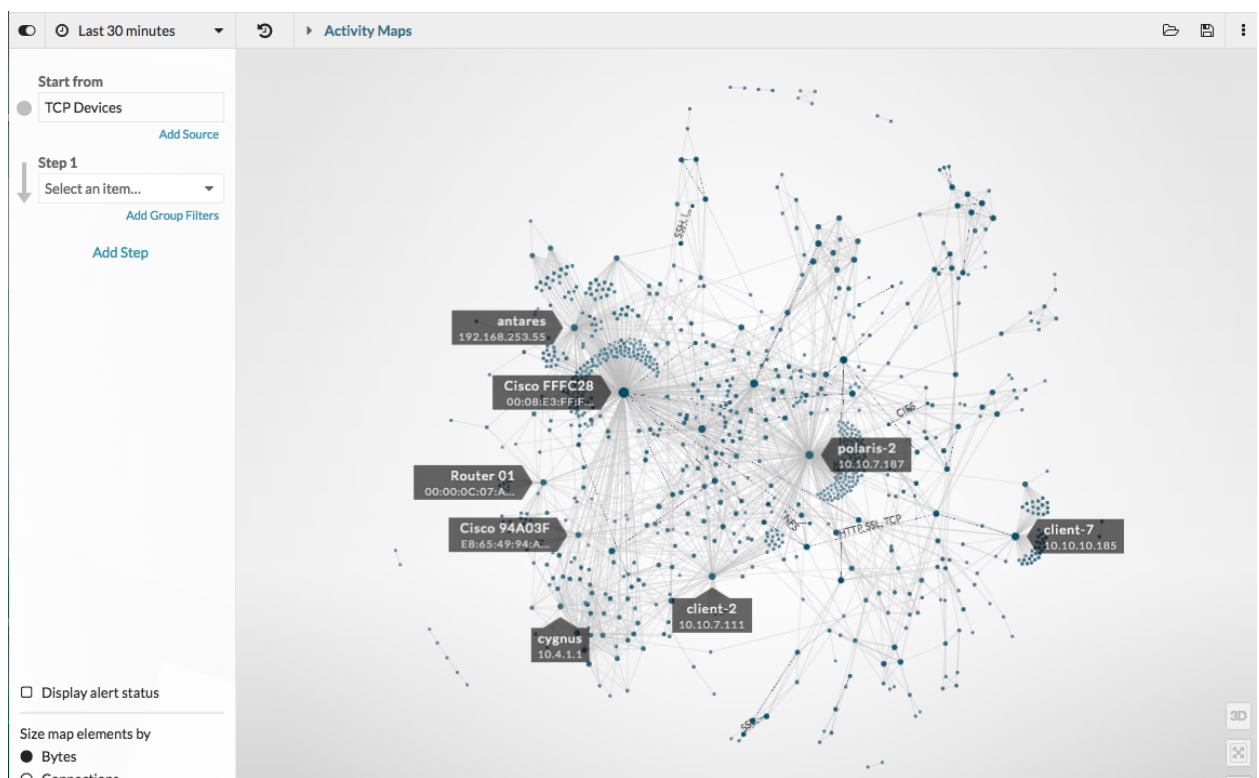 Last 30 minutes
Activity Maps
Start from
TCP Devices
Add Source
Step 1
Select an item...
Add Group Filters
Add Step
SSH, I...
antares
192.168.253.55
Cisco FFFC28
00:08:E3:FF:F...
CIFS...
polaris-2
10.10.7.187
Router 01
00:00:0C:07:A...
NFS
HTTP, SSL, TCP
Cisco 94A03F
E8:65:49:94:A...
client-7
10.10.10.185
client-2
10.10.7.111
cygnus
10.4.1.1
Display alert status
3D
Size map elements by
Bytes
Connections